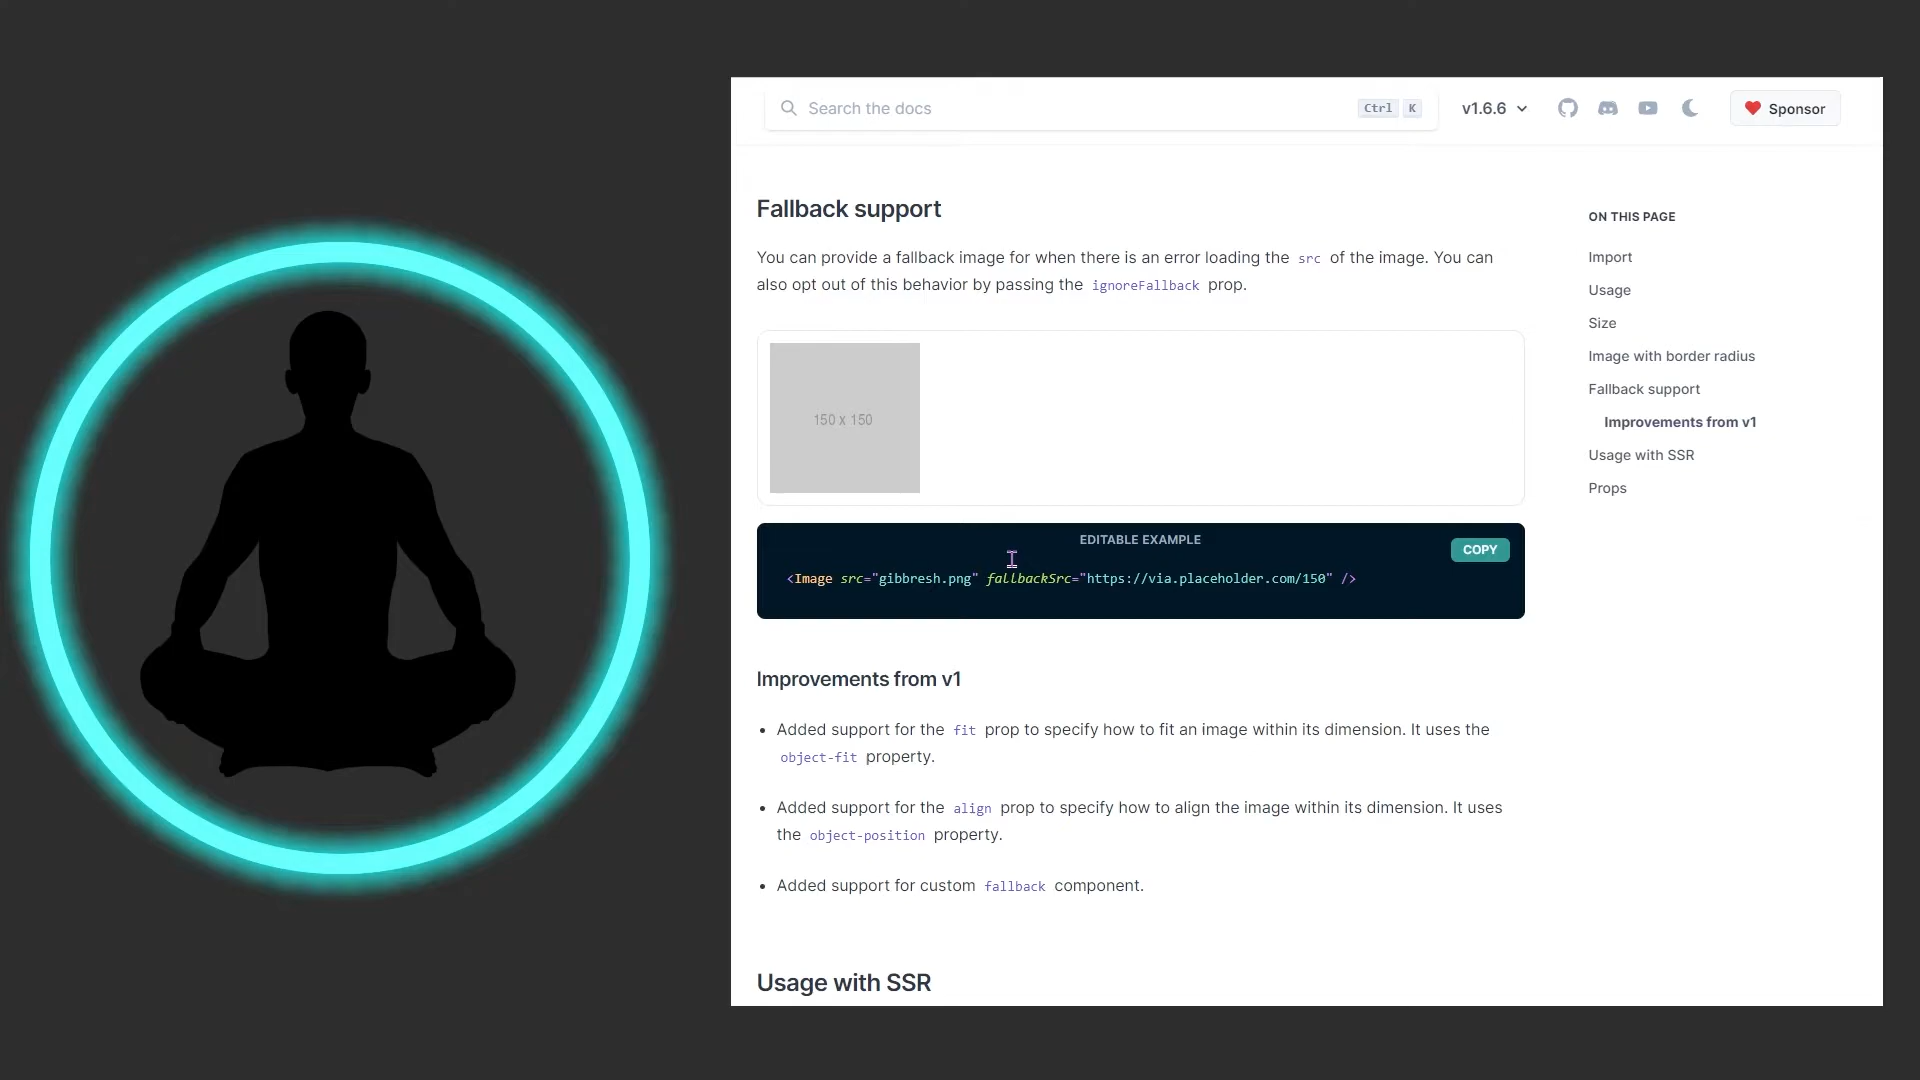 Search the docs
Ctrl K
v1.6.6
Sponsor
Fallback support
You can provide a fallback image for when there is an error loading the src of the image. You can
also opt out of this behavior by passing the ignoreFallback prop.
150 x 150
EDITABLE EXAMPLE
COPY
<Image src="gibbresh.png" fallbackSrc="https://via.placeholder.com/150" />
Improvements from v1
• Added support for the fit prop to specify how to fit an image within its dimension. It uses the
object-fit property.
• Added support for the align prop to specify how to align the image within its dimension. It uses
the object-position property.
• Added support for custom fallback component.
Usage with SSR
ON THIS PAGE
Import
Usage
Size
Image with border radius
Fallback support
Improvements from v1
Usage with SSR
Props